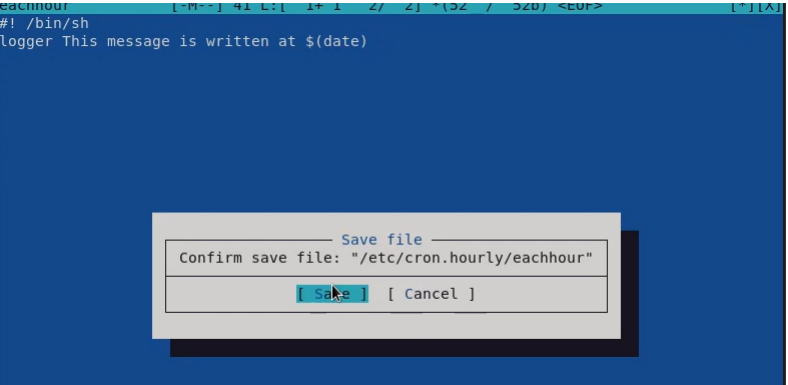 eachhour [-M--] 41 L:[ 1+ 1 2/ 2] *(52 / 52b) <EOF> [*][X]
#! /bin/sh
logger This message is written at $(date)
Save file
Confirm save file: "/etc/cron.hourly/eachhour"
[ Save ] [ Cancel ]